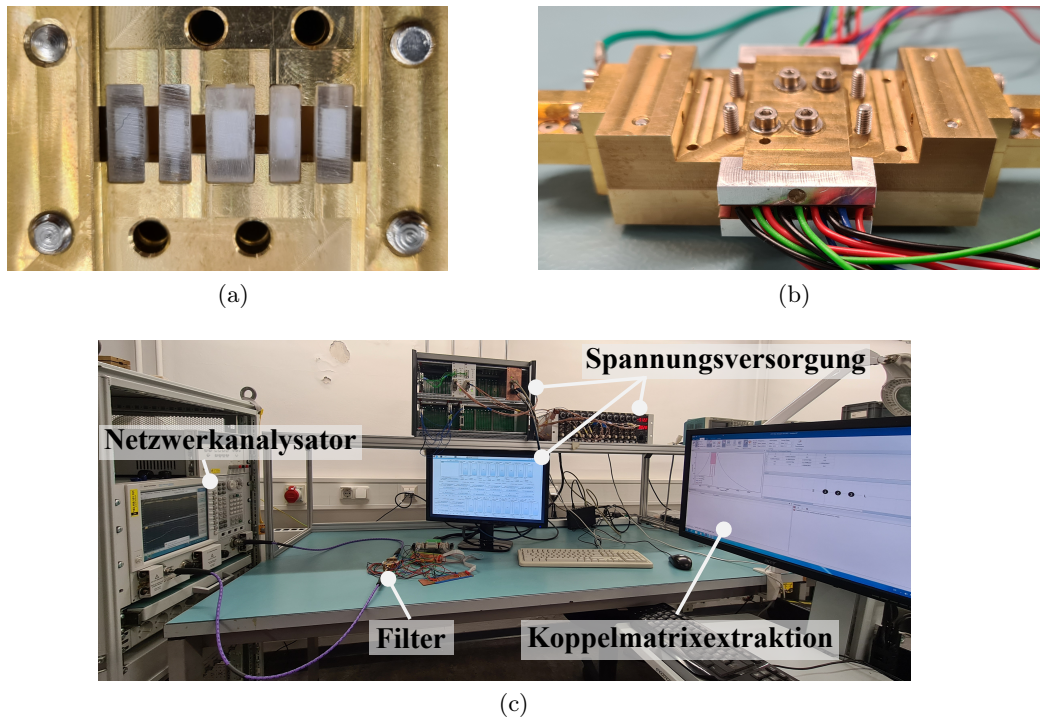 (a)
(b)
Spannungsversorgung
Netzwerkanalysator
Filter
Koppelmatrixextraktion
(c)